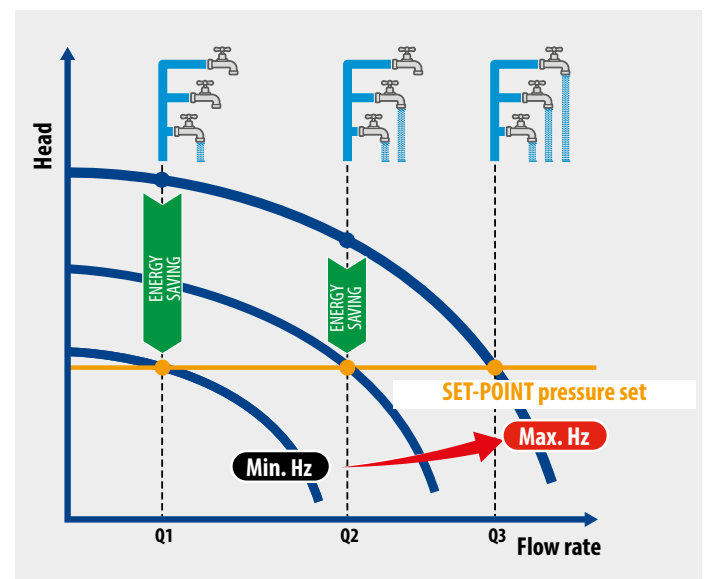 Head
ENERGY
SAVING
ENERGY
SAVING
SET-POINT pressure set
Max. Hz
Min. Hz
Q1
Q2
Q3
Flow rate